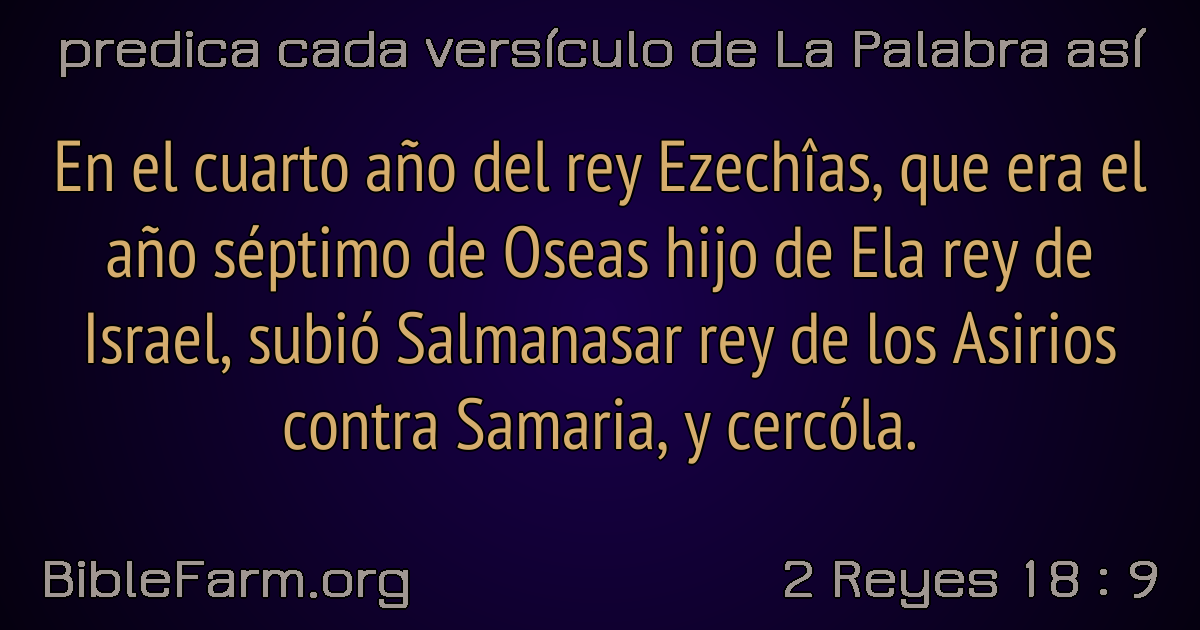 predica cada versículo de La Palabra así
En el cuarto año del rey Ezechîas, que era el
año séptimo de Oseas hijo de Ela rey de
Israel, subió Salmanasar rey de los Asirios
contra Samaria, y cercóla.
BibleFarm.org
2 Reyes 18 : 9